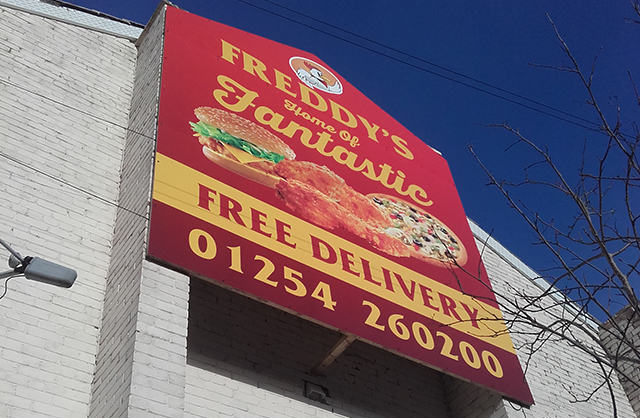 FREDDY'S
Home Of
Fantastic
FREE DELIVERY
01254 260200